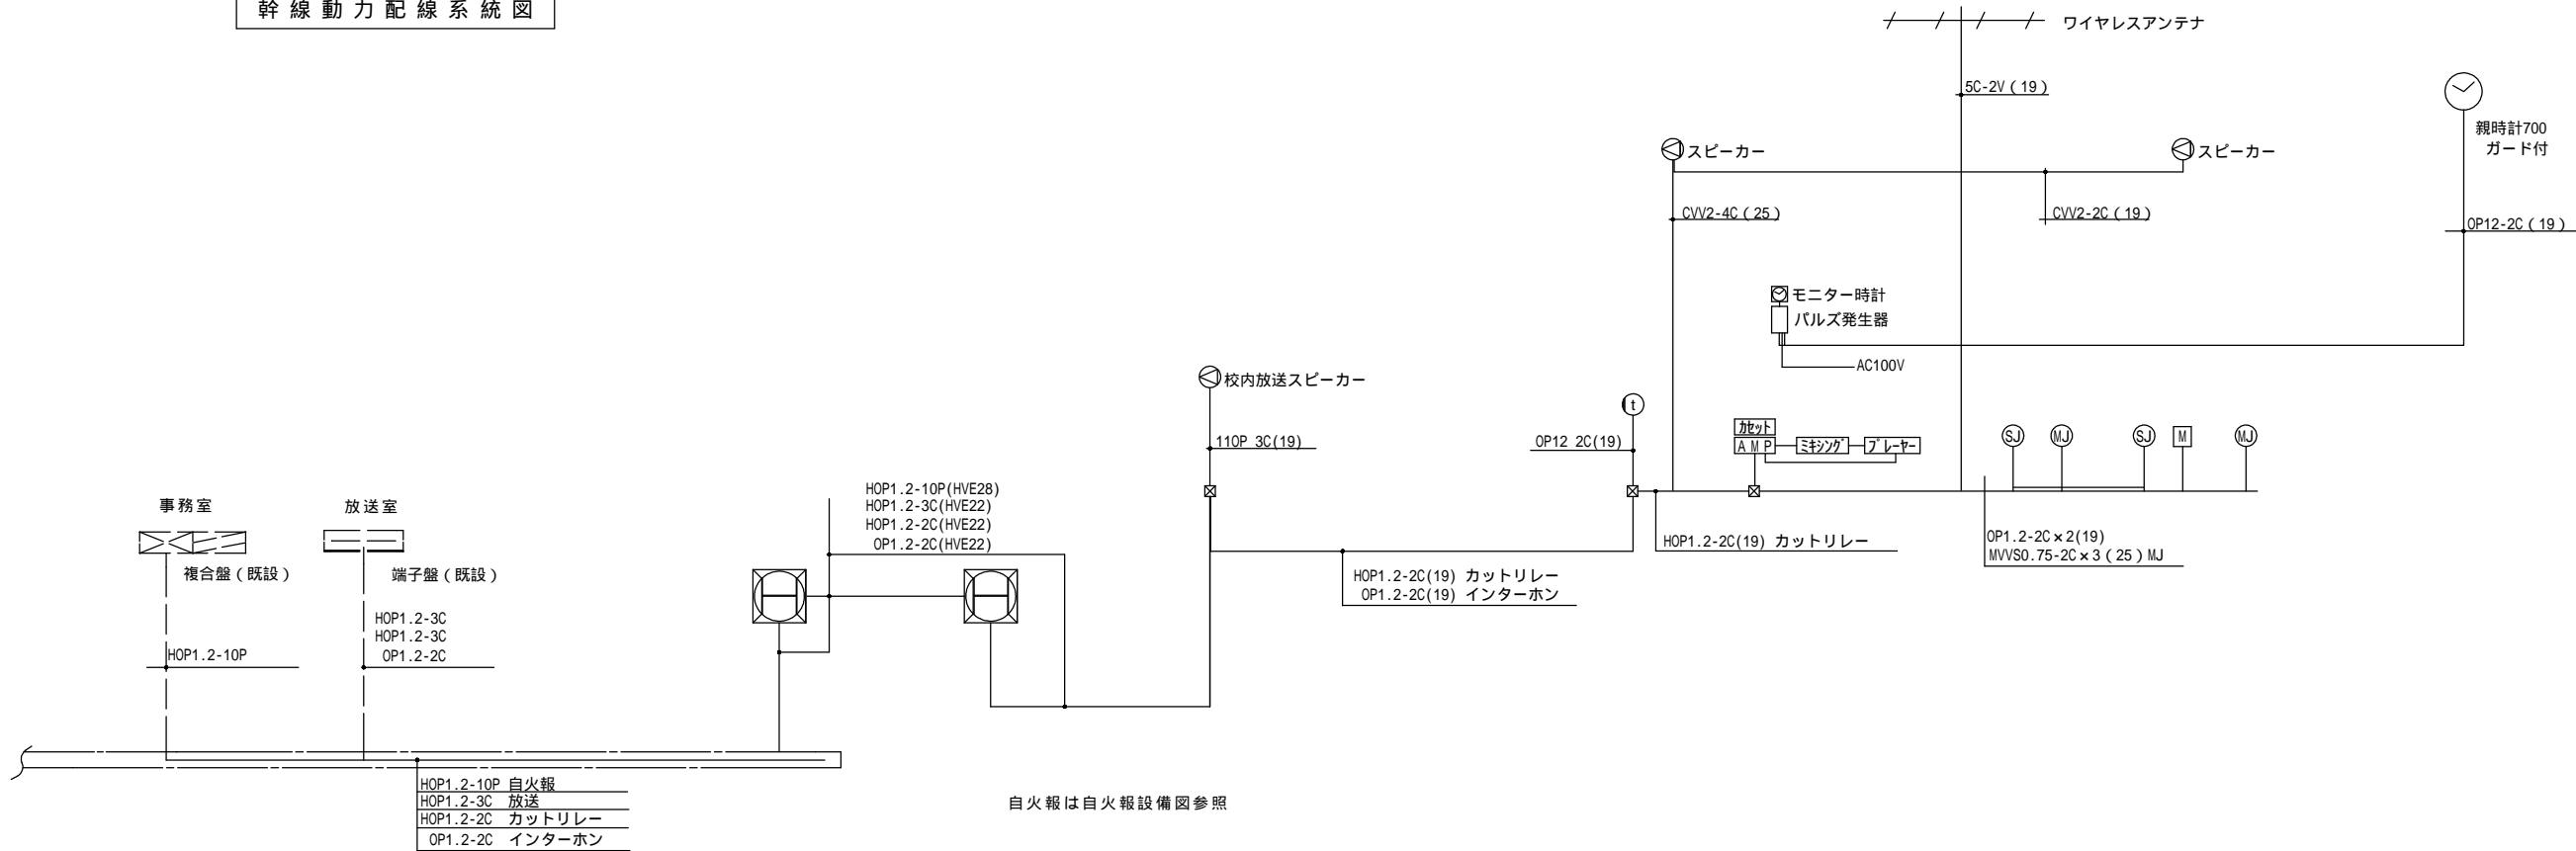 幹線動力配線系統図
ワイヤレスアンテナ
5C-2V(19)
親時計700
ガード付
スピーカー
スピーカー
CVV2-4C(25)
CVV2-2C(19)
OP12-2C(19)
モニター時計
パルズ発生器
AC100V
校内放送スピーカー
t
11OP 3C(19)
OP12 2C(19)
カセット
AMP
ミキシング
プレーヤー
SJ
MJ
SJ
M
MJ
HOP1.2-10P(HVE28)
HOP1.2-3C(HVE22)
HOP1.2-2C(HVE22)
OP1.2-2C(HVE22)
事務室
放送室
複合盤(既設)
端子盤(既設)
HOP1.2-2C(19) カットリレー
OP1.2-2C×2(19)
MVVS0.75-2C×3(25)MJ
HOP1.2-2C(19) カットリレー
OP1.2-2C(19) インターホン
HOP1.2-3C
HOP1.2-3C
OP1.2-2C
HOP1.2-10P
HOP1.2-10P 自火報
HOP1.2-3C 放送
HOP1.2-2C カットリレー
OP1.2-2C インターホン
自火報は自火報設備図参照